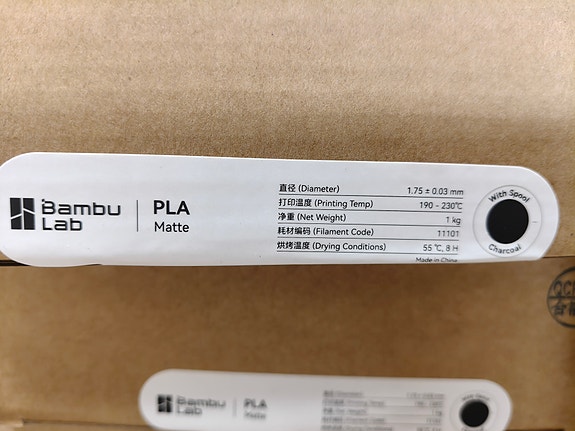 Bambu
Lab
PLA
Matte
直径 (Diameter) 1.75 ± 0.03 mm
打印温度 (Printing Temp) 190 - 230℃
净重 (Net Weight) 1 kg
耗材编码 (Filament Code) 11101
烘烤温度 (Drying Conditions) 55 ℃, 8 H
Made in China
With Spool
Charcoal
Bambu
Lab
PLA
Matte